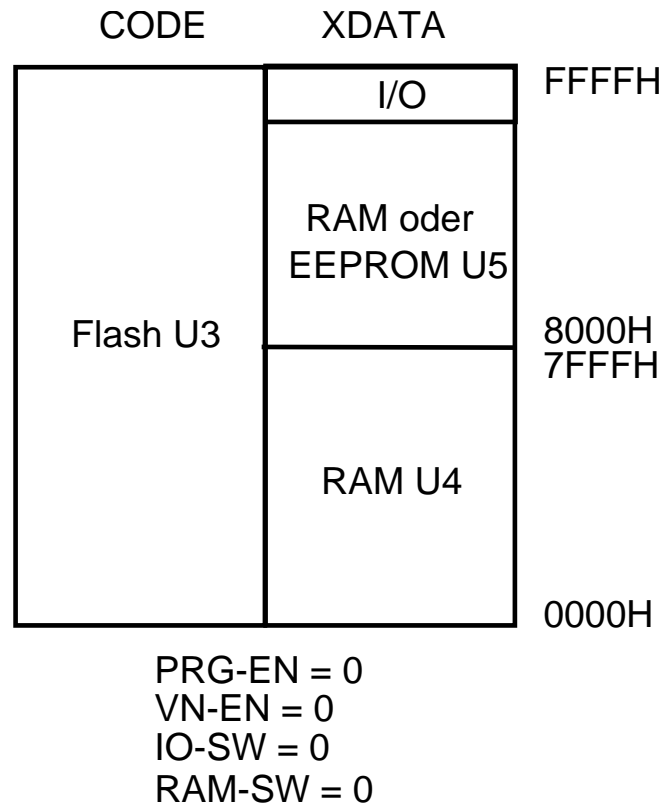 CODE XDATA
FFFFH
I/O
RAM oder
EEPROM U5
Flash U3
8000H
7FFFH
RAM U4
0000H
PRG-EN = 0
VN-EN = 0
IO-SW = 0
RAM-SW = 0